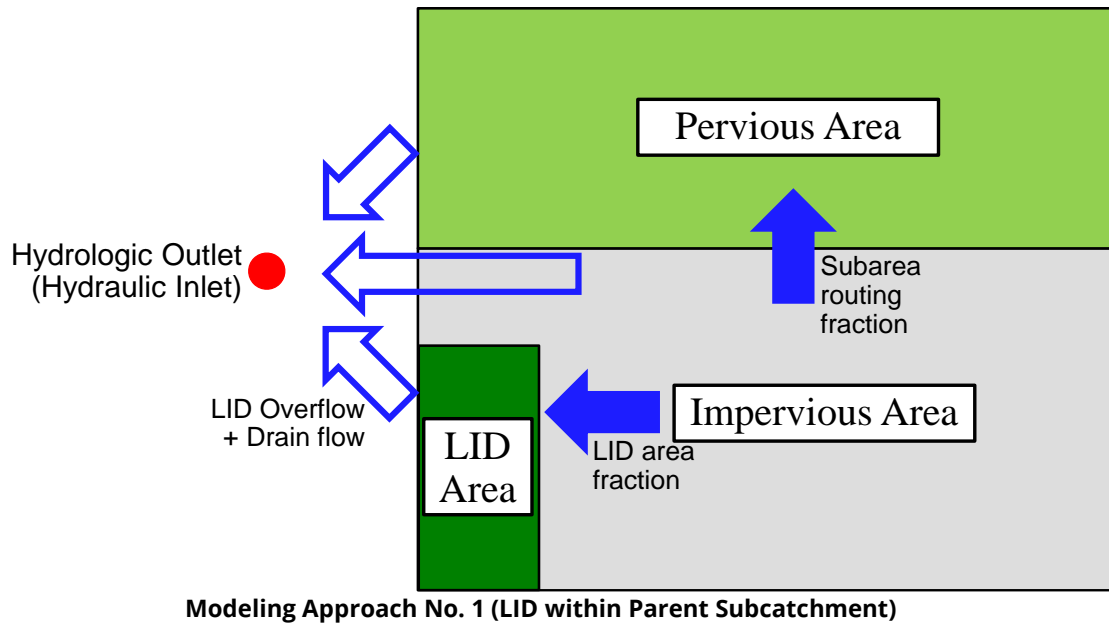 Pervious Area
Hydrologic Outlet
(Hydraulic Inlet)
Subarea
routing
fraction
LID Overflow
+ Drain flow
LID
Area
LID area
fraction
Impervious Area
Modeling Approach No. 1 (LID within Parent Subcatchment)